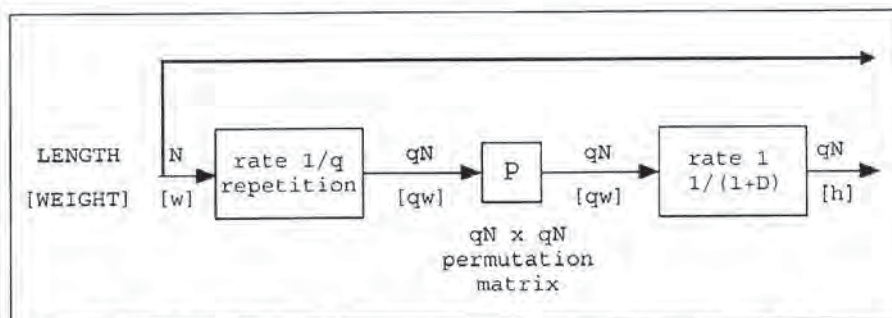 LENGTH
[WEIGHT]
N
[w]
rate 1/q
repetition
qN
[qw]
P
qN x qN
permutation
matrix
qN
[qw]
rate 1
1/(1+D)
qN
[h]